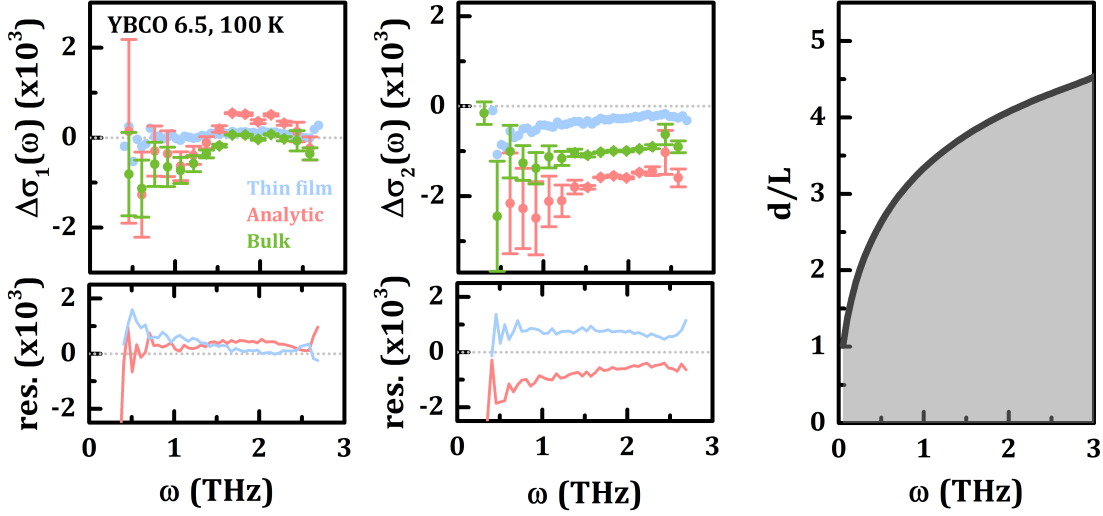 YBCO 6.5, 100 K
Δσ₁(ω) (x10³)
2
0
-2
Thin film
Analytic
Bulk
res. (x10³)
2
0
-2
0 1 2 3
ω (THz)
Δσ₂(ω) (x10³)
0
-2
res. (x10³)
2
0
-2
0 1 2 3
ω (THz)
d/L
5
4
3
2
1
0
0 1 2 3
ω (THz)